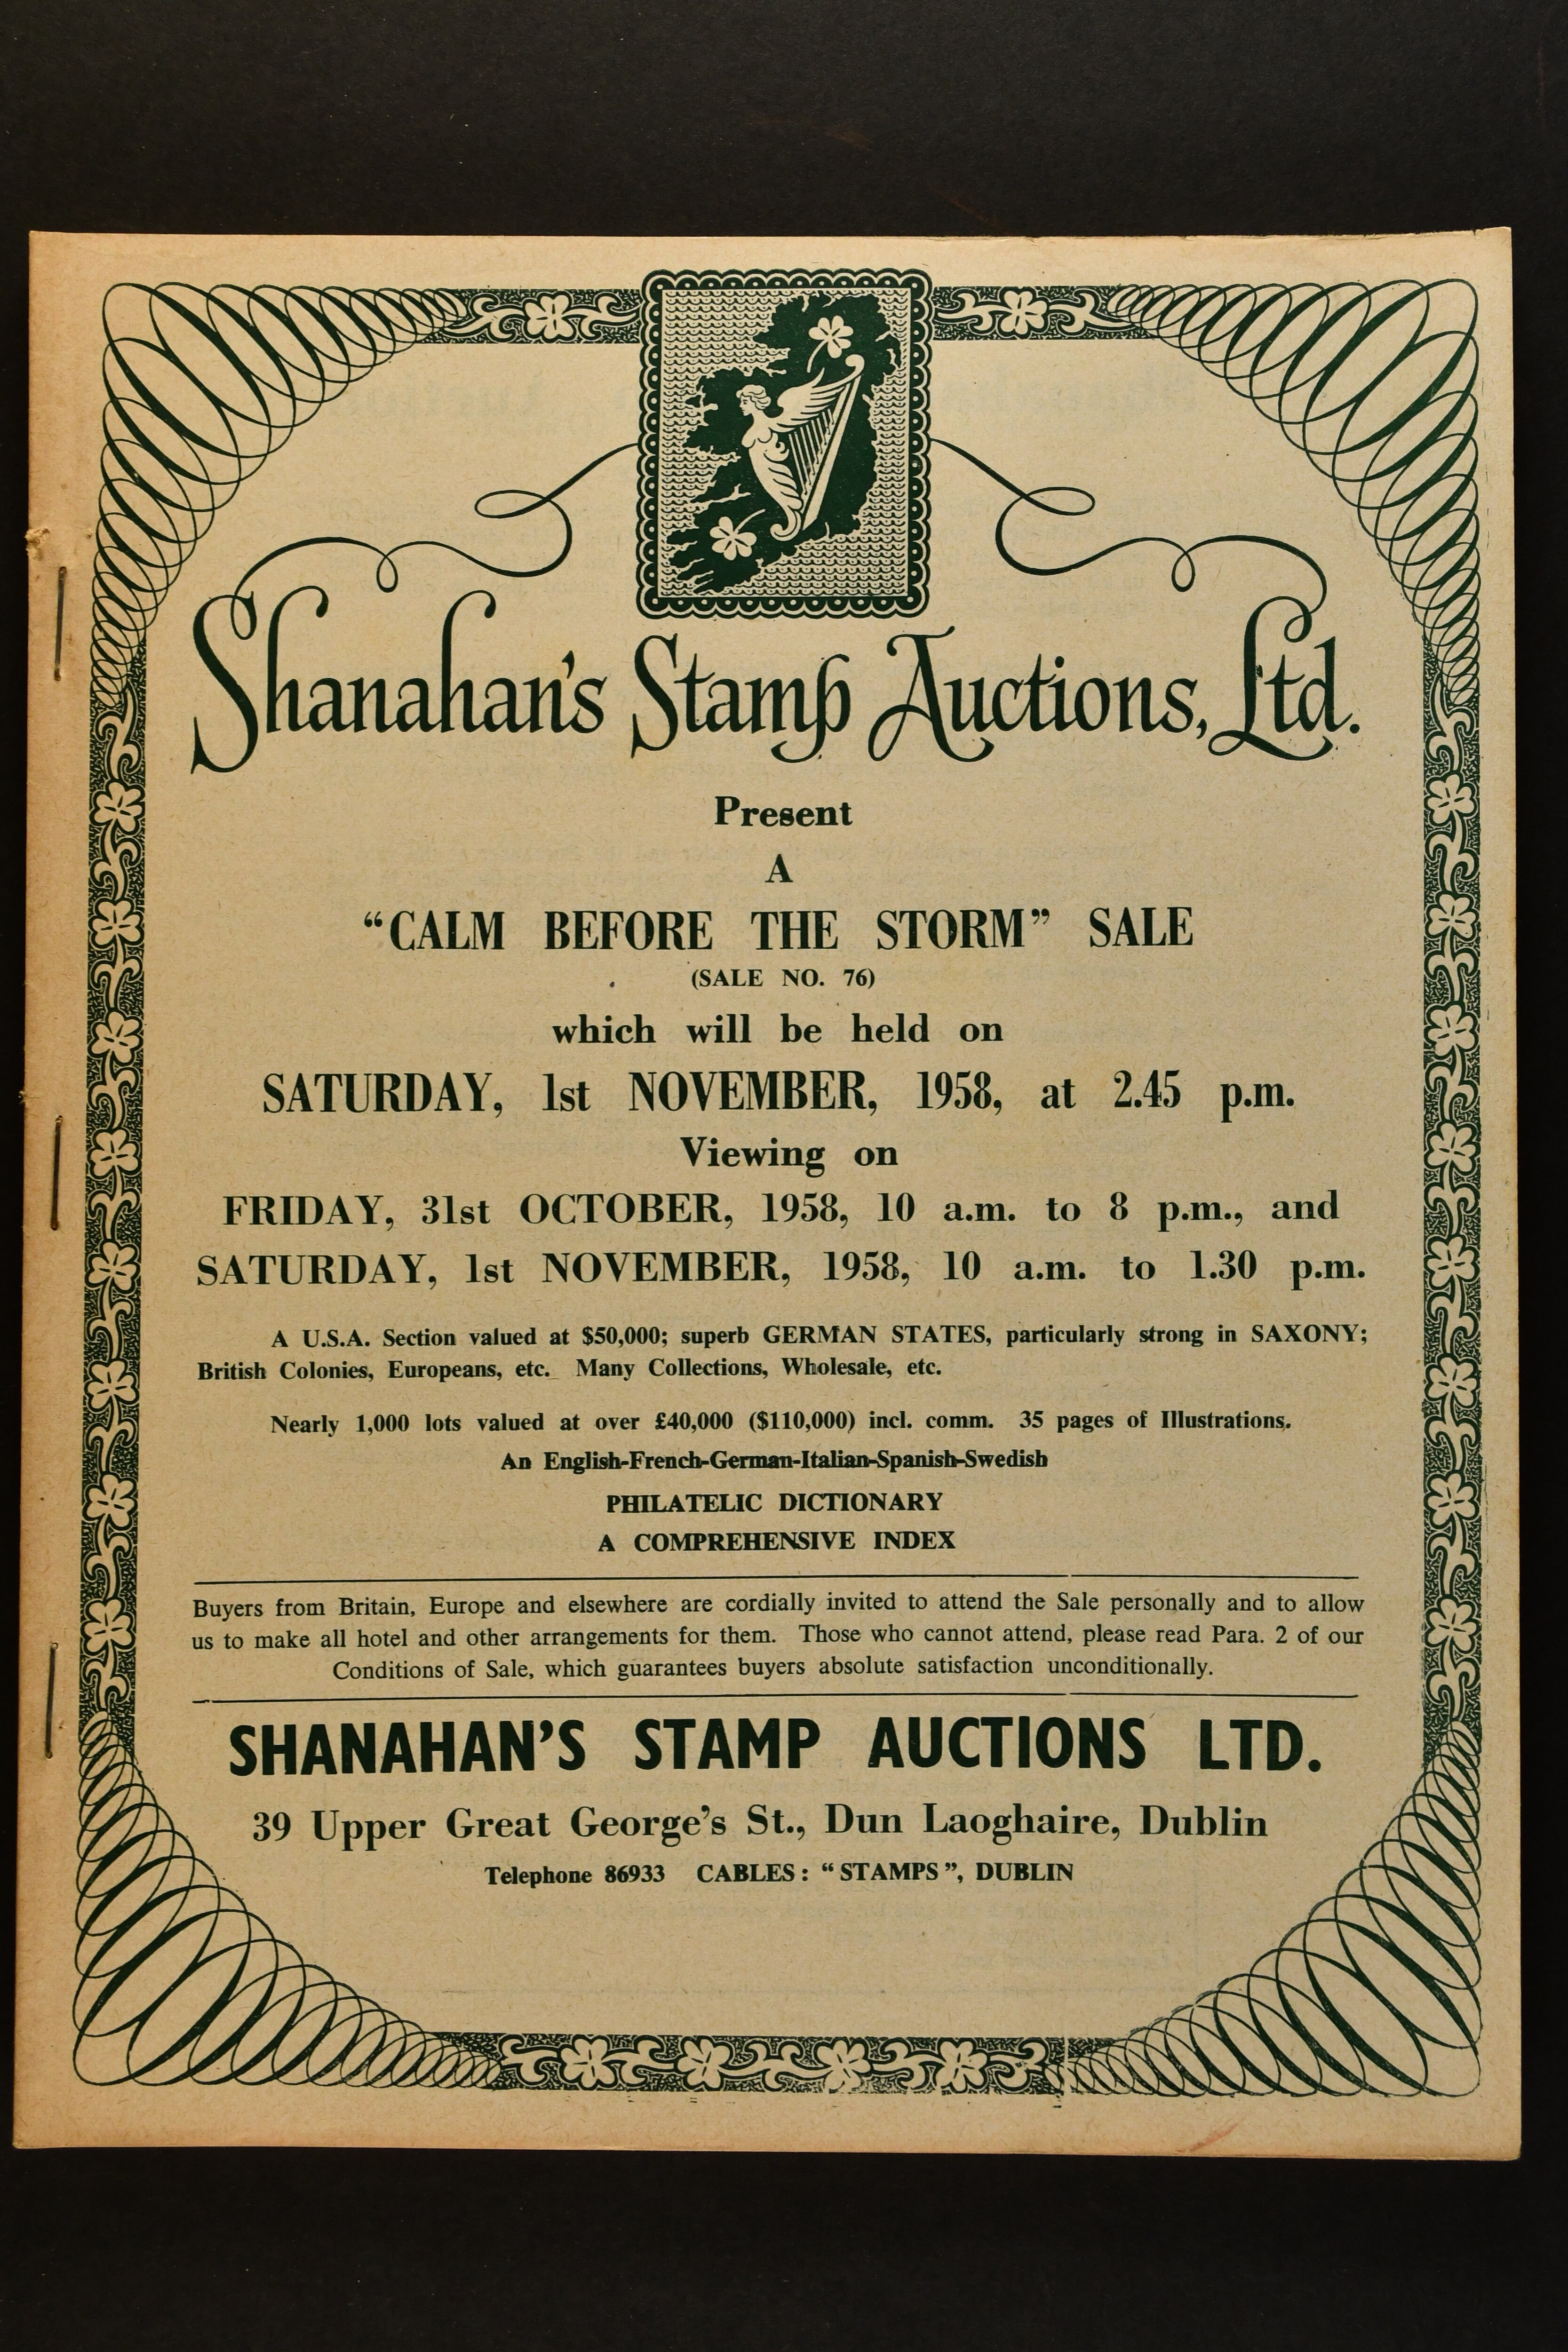 Shanahan's Stamp Auctions, Ltd.
Present
A
“CALM BEFORE THE STORM” SALE
(SALE NO. 76)
which will be held on
SATURDAY, 1st NOVEMBER, 1958, at 2.45 p.m.
Viewing on
FRIDAY, 31st OCTOBER, 1958, 10 a.m. to 8 p.m., and
SATURDAY, 1st NOVEMBER, 1958, 10 a.m. to 1.30 p.m.
A U.S.A. Section valued at $50,000; superb GERMAN STATES, particularly strong in SAXONY;
British Colonies, Europeans, etc. Many Collections, Wholesale, etc.
Nearly 1,000 lots valued at over £40,000 ($110,000) incl. comm. 35 pages of Illustrations.
An English-French-German-Italian-Spanish-Swedish
PHILATELIC DICTIONARY
A COMPREHENSIVE INDEX
Buyers from Britain, Europe and elsewhere are cordially invited to attend the Sale personally and to allow
us to make all hotel and other arrangements for them. Those who cannot attend, please read Para. 2 of our
Conditions of Sale, which guarantees buyers absolute satisfaction unconditionally.
SHANAHAN'S STAMP AUCTIONS LTD.
39 Upper Great George's St., Dun Laoghaire, Dublin
Telephone 86933 CABLES: “STAMPS”, DUBLIN